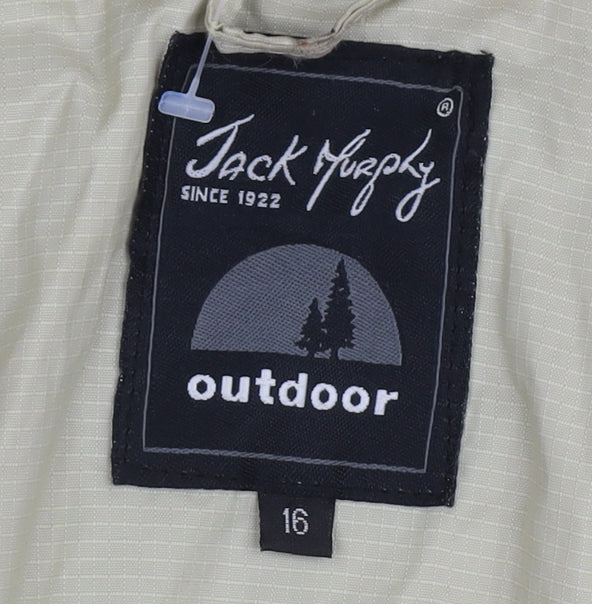 ®
Jack Murphy
SINCE 1922
outdoor
16